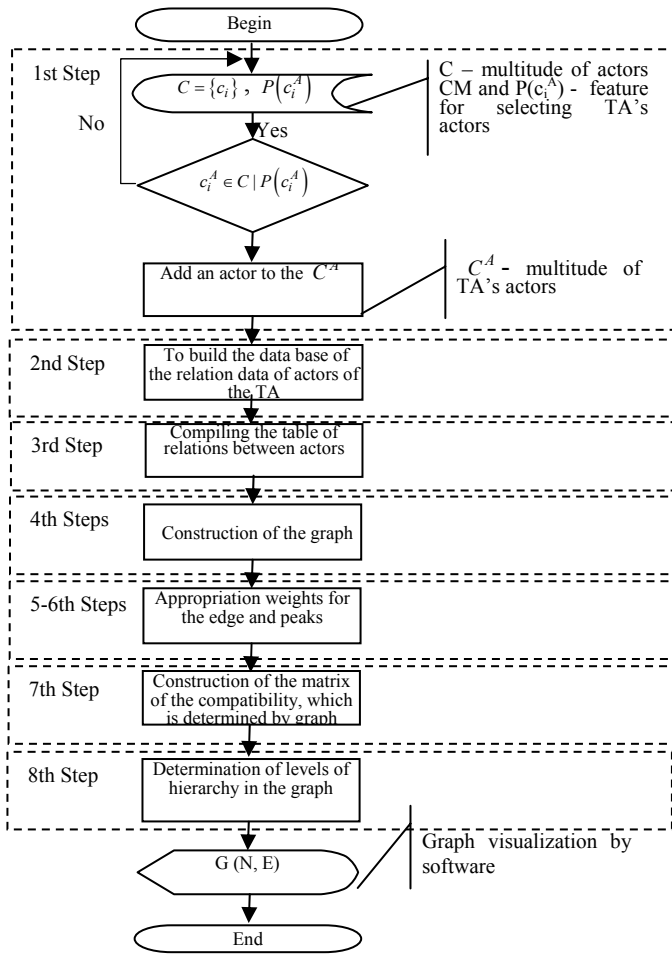 Begin
1st Step
C = {c_i} , P(c_i^A)
C – multitude of actors
CM and P(c_i^A) - feature
for selecting TA's
actors
No
Yes
c_i^A ∈ C | P(c_i^A)
Add an actor to the C^A
C^A - multitude of
TA's actors
2nd Step
To build the data base of
the relation data of actors of
the TA
3rd Step
Compiling the table of
relations between actors
4th Steps
Construction of the graph
5-6th Steps
Appropriation weights for
the edge and peaks
7th Step
Construction of the matrix
of the compatibility, which
is determined by graph
8th Step
Determination of levels of
hierarchy in the graph
G (N, E)
Graph visualization by
software
End